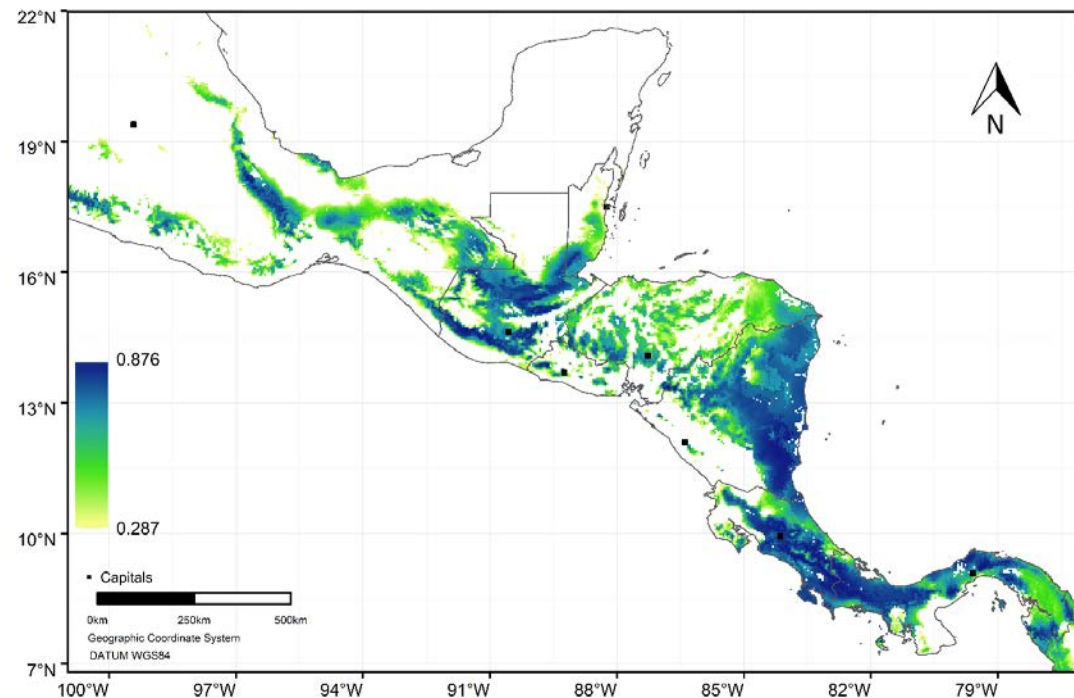 22°N
N
19°N
16°N
0.876
13°N
0.287
10°N
Capitals
0km 250km 500km
Geographic Coordinate System
DATUM WGS84
7°N
100°W 97°W 94°W 91°W 88°W 85°W 82°W 79°W